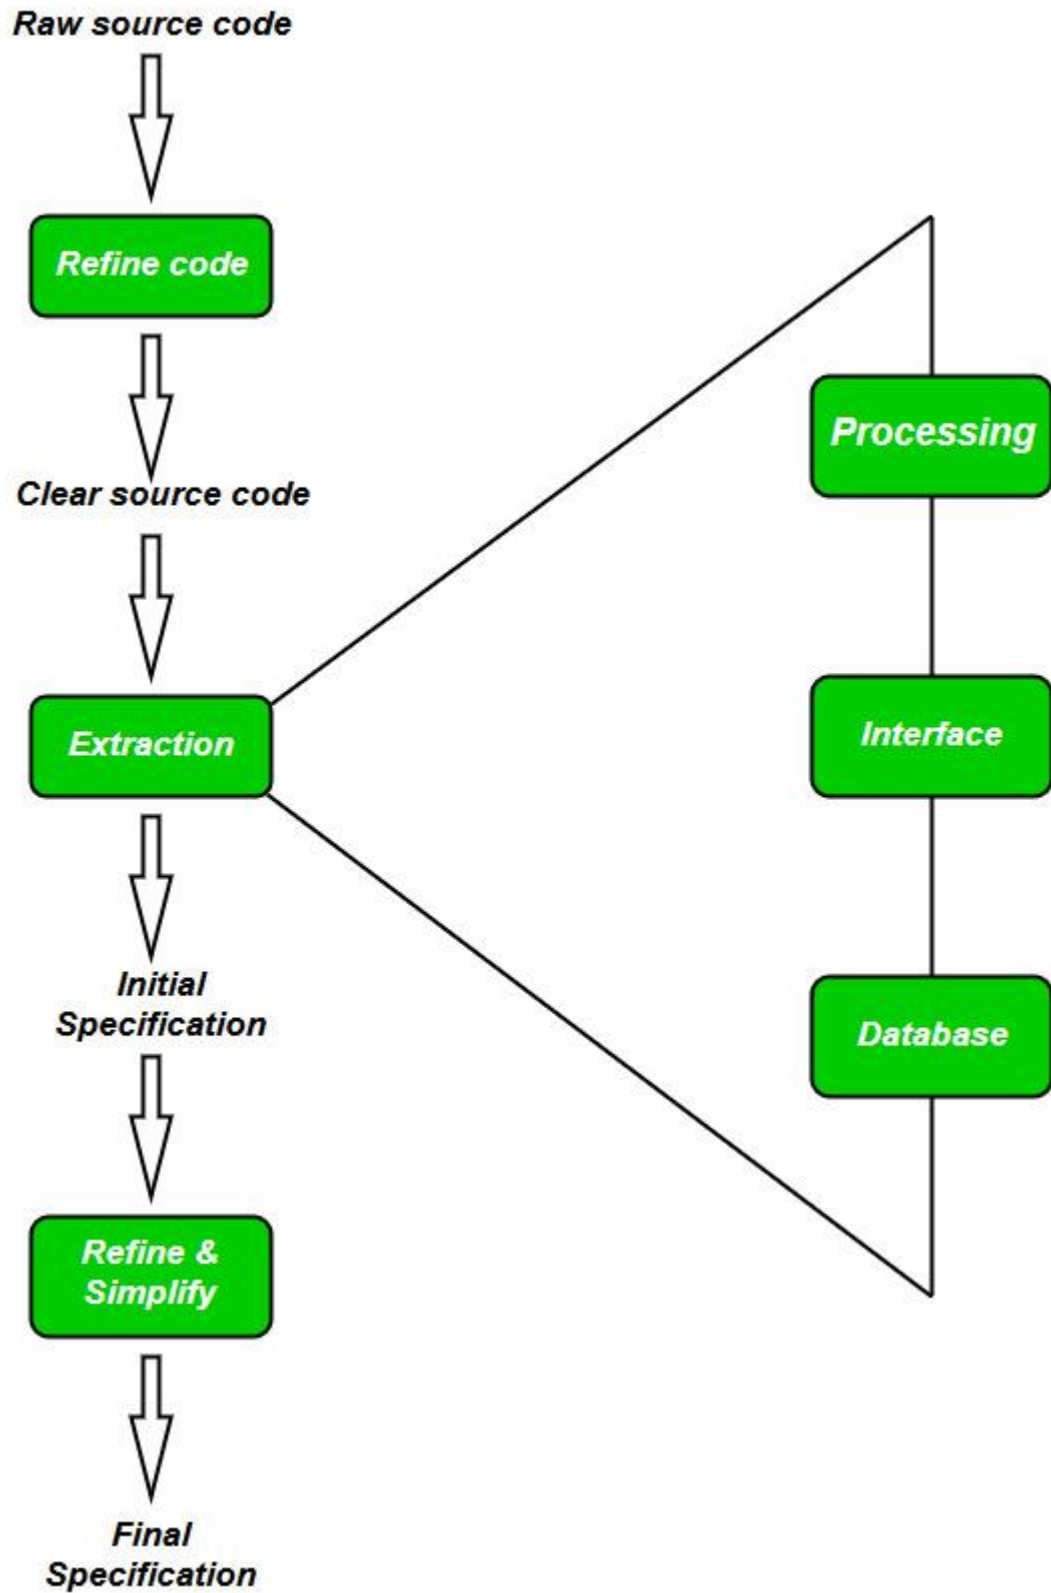 Raw source code
Refine code
Clear source code
Extraction
Initial
Specification
Refine &
Simplify
Final
Specification
Processing
Interface
Database